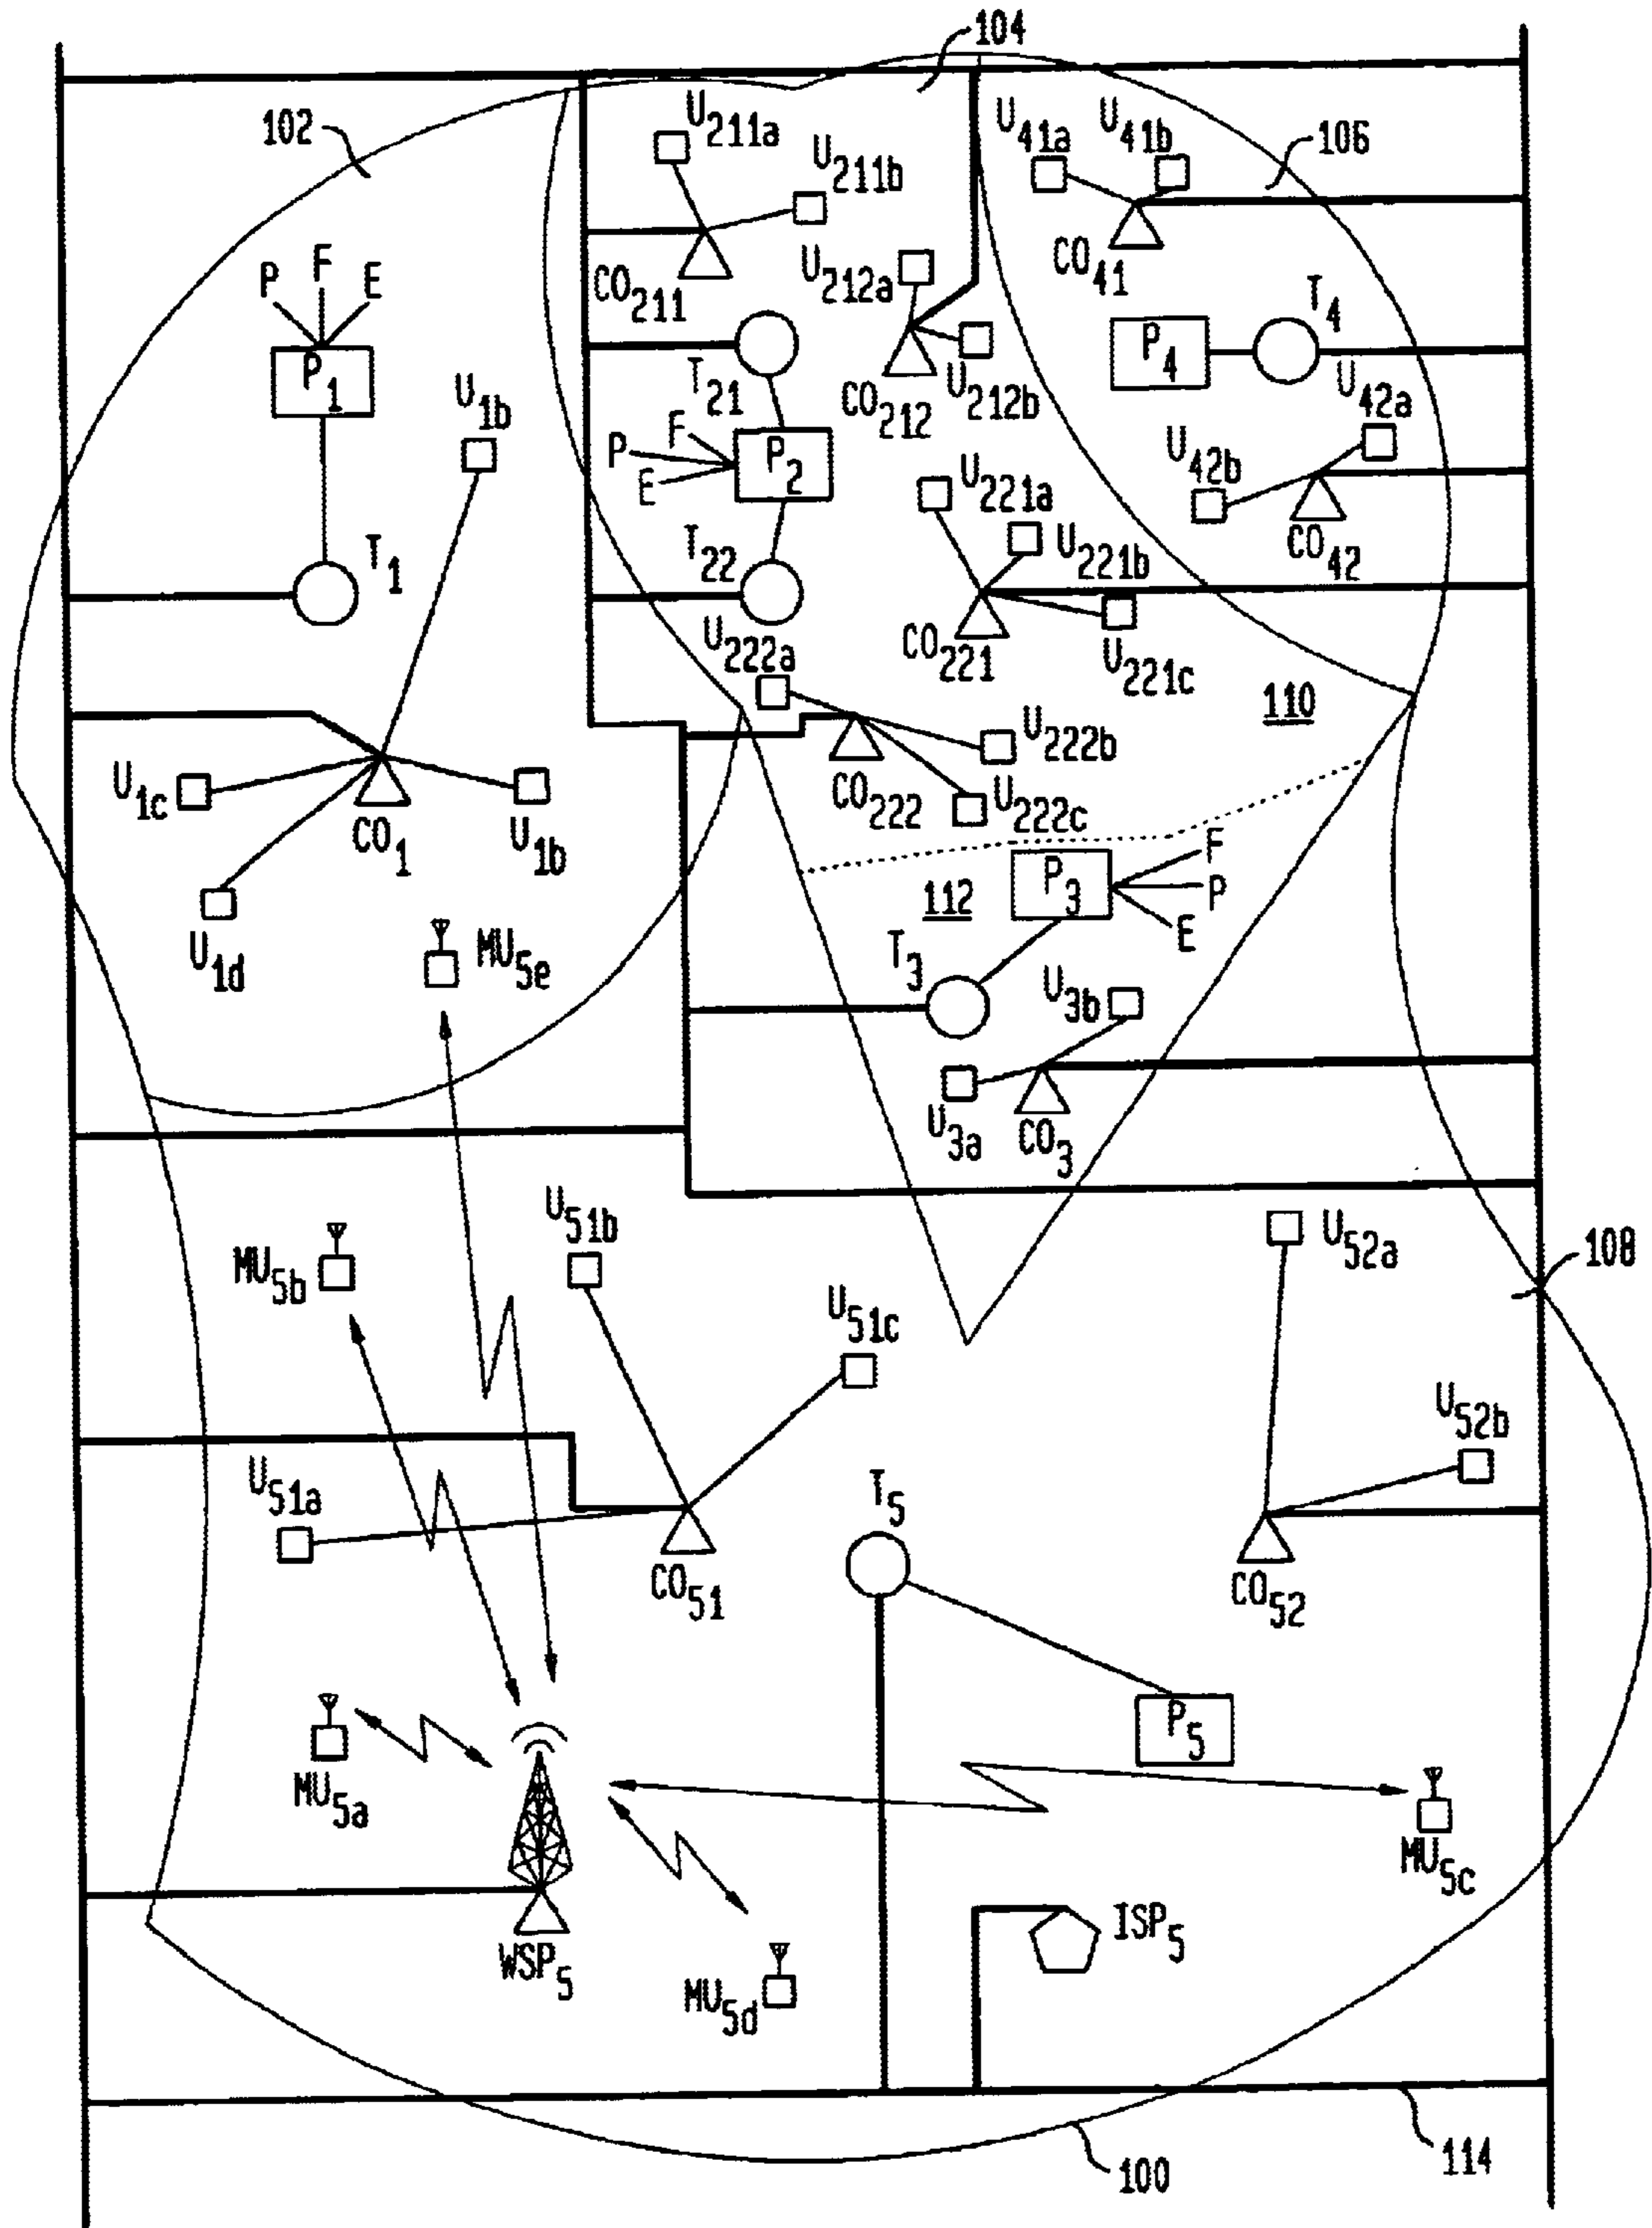 104
102
U211a
U211b
U41a
U41b
106
CO211
U212a
CO41
P
F
E
P1
T21
CO212
U212b
P4
T4
U42a
U1b
F
P
E
P2
U42b
CO42
T1
T22
U221a
U221b
U222a
CO221
U221c
110
U1c
CO1
U1b
CO222
U222b
U222c
U1d
MU5e
112
P3
F
P
E
T3
U3b
U3a
CO3
MU5b
U51b
U51c
U52a
108
U51a
CO51
T5
U52b
CO52
MU5a
P5
MU5c
WSP5
MU5d
ISP5
100
114